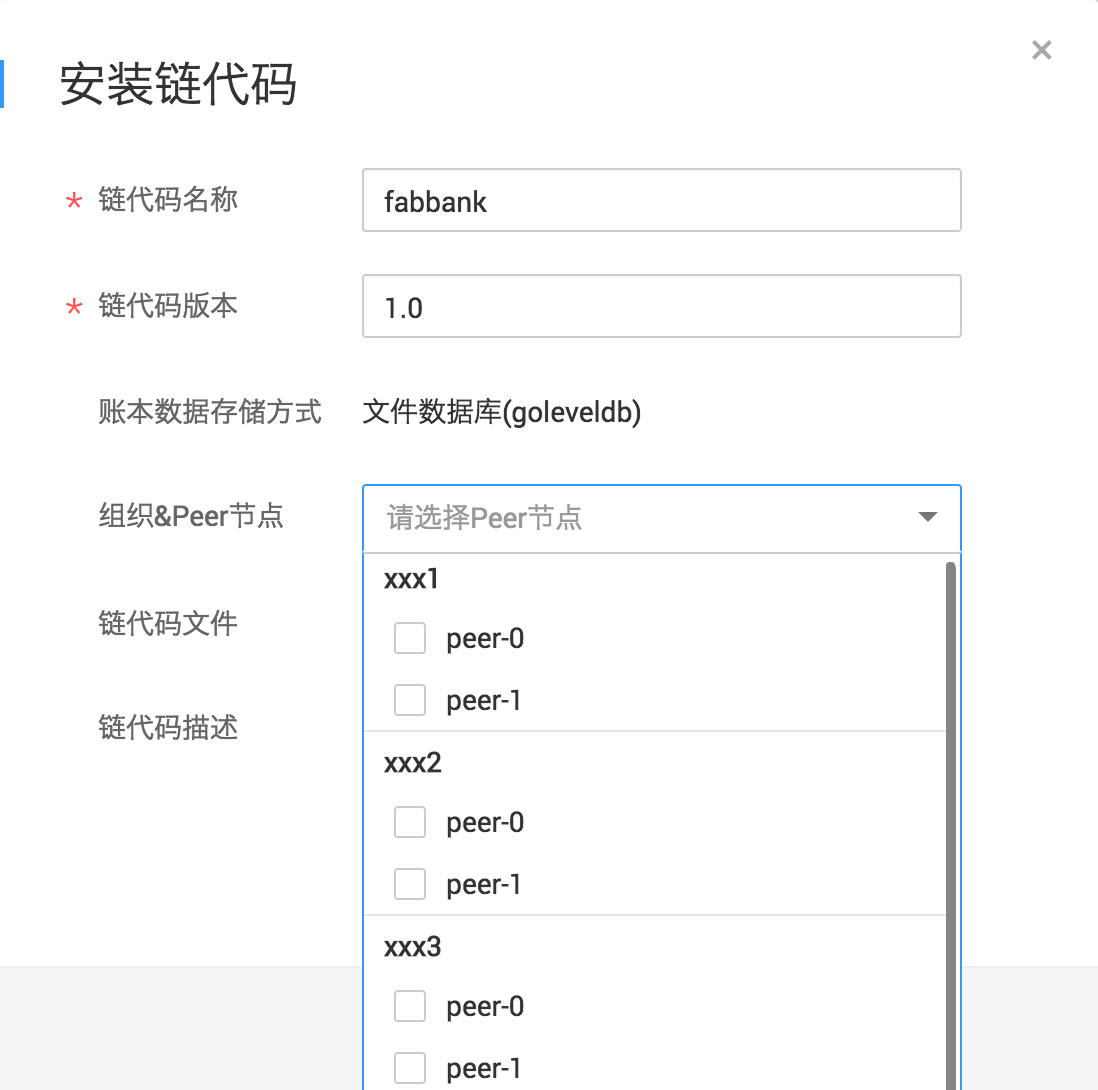 安装链代码
* 链代码名称 fabbank
* 链代码版本 1.0
账本数据存储方式 文件数据库(goleveldb)
组织&Peer节点 请选择Peer节点
xxx1
peer-0
链代码文件
peer-1
链代码描述
xxx2
peer-0
peer-1
xxx3
peer-0
peer-1